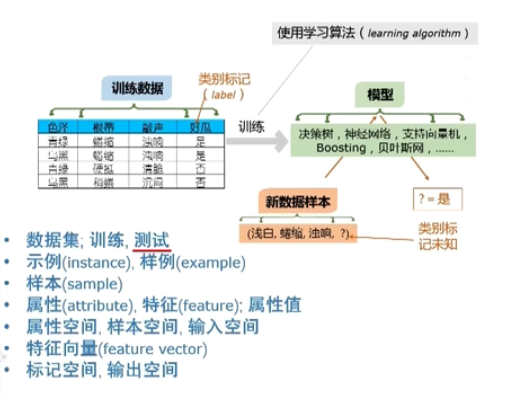 使用学习算法（learning algorithm）
训练数据
类别标记
（label）
模型
色泽 根蒂 敲声 好瓜
青绿 蜷缩 浊响 是
乌黑 蜷缩 浊响 是
青绿 硬挺 清脆 否
乌黑 稍蜷 沉闷 否
训练
决策树，神经网络，支持向量机，
Boosting，贝叶斯网，……
新数据样本
(浅白, 蜷缩, 浊响, ?)
? = 是
类别标
记未知
• 数据集; 训练, 测试
• 示例(instance), 样例(example)
• 样本(sample)
• 属性(attribute), 特征(feature); 属性值
• 属性空间, 样本空间, 输入空间
• 特征向量(feature vector)
• 标记空间, 输出空间